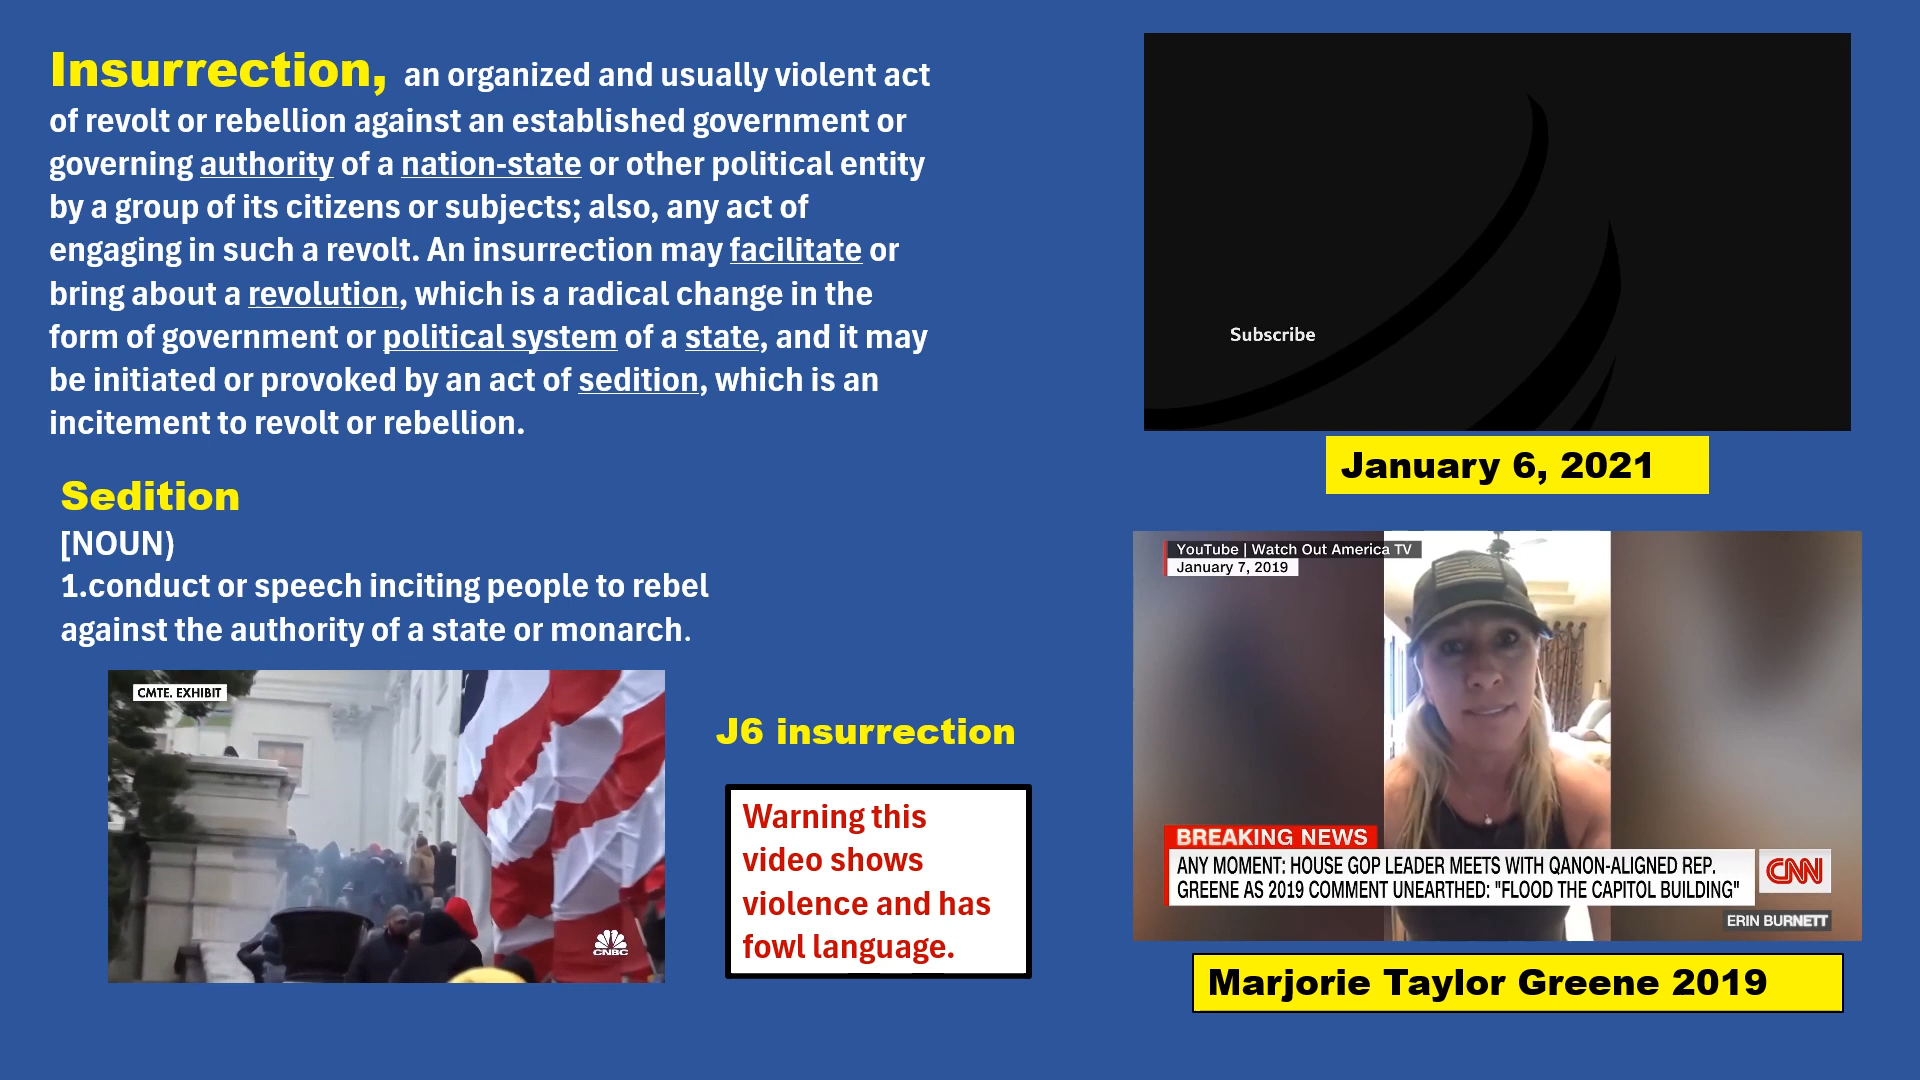 Insurrection, an organized and usually violent act
of revolt or rebellion against an established government or
governing authority of a nation-state or other political entity
by a group of its citizens or subjects; also, any act of
engaging in such a revolt. An insurrection may facilitate or
bring about a revolution, which is a radical change in the
form of government or political system of a state, and it may
be initiated or provoked by an act of sedition, which is an
incitement to revolt or rebellion.
Sedition
[NOUN)
1.conduct or speech inciting people to rebel
against the authority of a state or monarch.
CMTE. EXHIBIT
CNBC
J6 insurrection
Warning this
video shows
violence and has
fowl language.
Subscribe
January 6, 2021
YouTube | Watch Out America TV
January 7, 2019
BREAKING NEWS
ANY MOMENT: HOUSE GOP LEADER MEETS WITH QANON-ALIGNED REP.
GREENE AS 2019 COMMENT UNEARTHED: "FLOOD THE CAPITOL BUILDING"
CNN
ERIN BURNETT
Marjorie Taylor Greene 2019